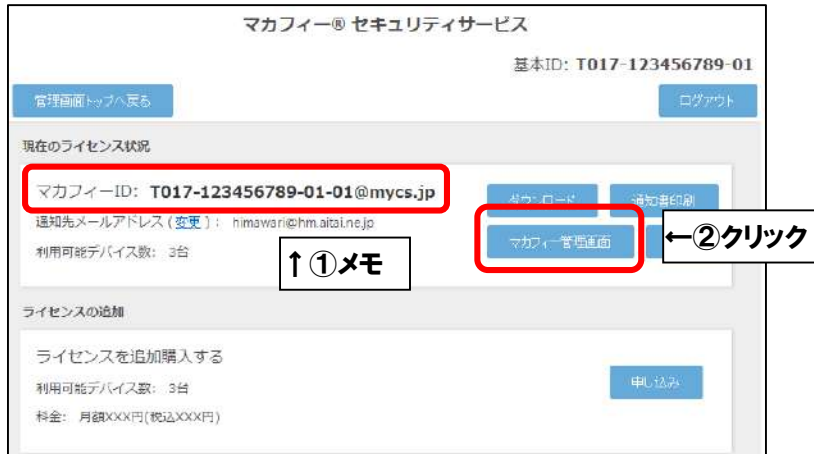 マカフィー® セキュリティサービス
基本ID: T017-123456789-01
管理画面トップへ戻る
ログアウト
現在のライセンス状況
マカフィーID: T017-123456789-01-01@mycs.jp
ダウンロード
通知書印刷
通知先メールアドレス(変更): himawari@hm.aitai.ne.jp
マカフィー管理画面
←②クリック
利用可能デバイス数: 3台
↑①メモ
ライセンスの追加
ライセンスを追加購入する
利用可能デバイス数: 3台
申し込み
料金: 月額XXX円(税込XXX円)